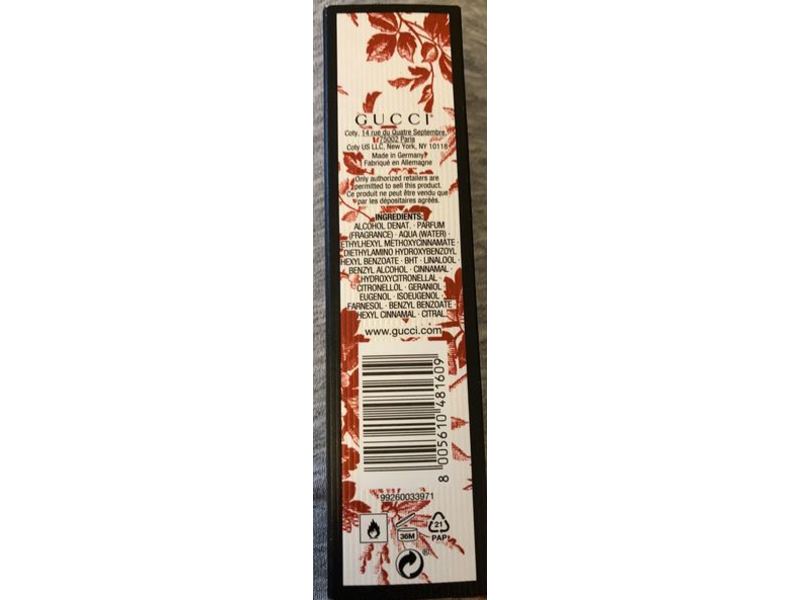 GUCCI®
Coty, 14 rue du Quatre Septembre,
75002 Paris
Coty US LLC, New York, NY 10118
Made in Germany/
Fabriqué en Allemagne
Only authorized retailers are
permitted to sell this product.
Ce produit ne peut être vendu que
par les dépositaires agréés.
INGREDIENTS:
ALCOHOL DENAT. · PARFUM
(FRAGRANCE) · AQUA (WATER) ·
ETHYLHEXYL METHOXYCINNAMATE ·
DIETHYLAMINO HYDROXYBENZOYL
HEXYL BENZOATE · BHT · LINALOOL ·
BENZYL ALCOHOL · CINNAMAL ·
HYDROXYCITRONELLAL ·
CITRONELLOL · GERANIOL ·
EUGENOL · ISOEUGENOL ·
FARNESOL · BENZYL BENZOATE ·
HEXYL CINNAMAL · CITRAL.
www.gucci.com
8 005610 481609
99260033971
36M
21
PAP
®